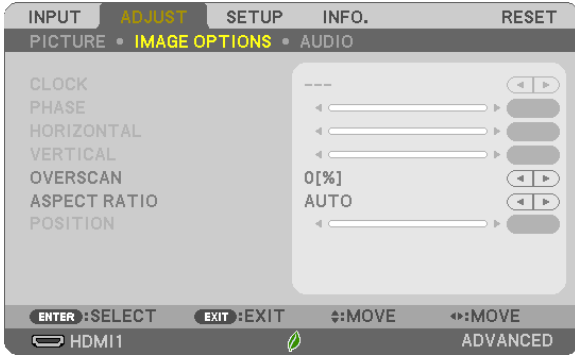 INPUT ADJUST SETUP INFO. RESET
PICTURE • IMAGE OPTIONS • AUDIO
CLOCK ---
PHASE
HORIZONTAL
VERTICAL
OVERSCAN 0[%]
ASPECT RATIO AUTO
POSITION
ENTER :SELECT EXIT :EXIT :MOVE :MOVE
HDMI1 ADVANCED